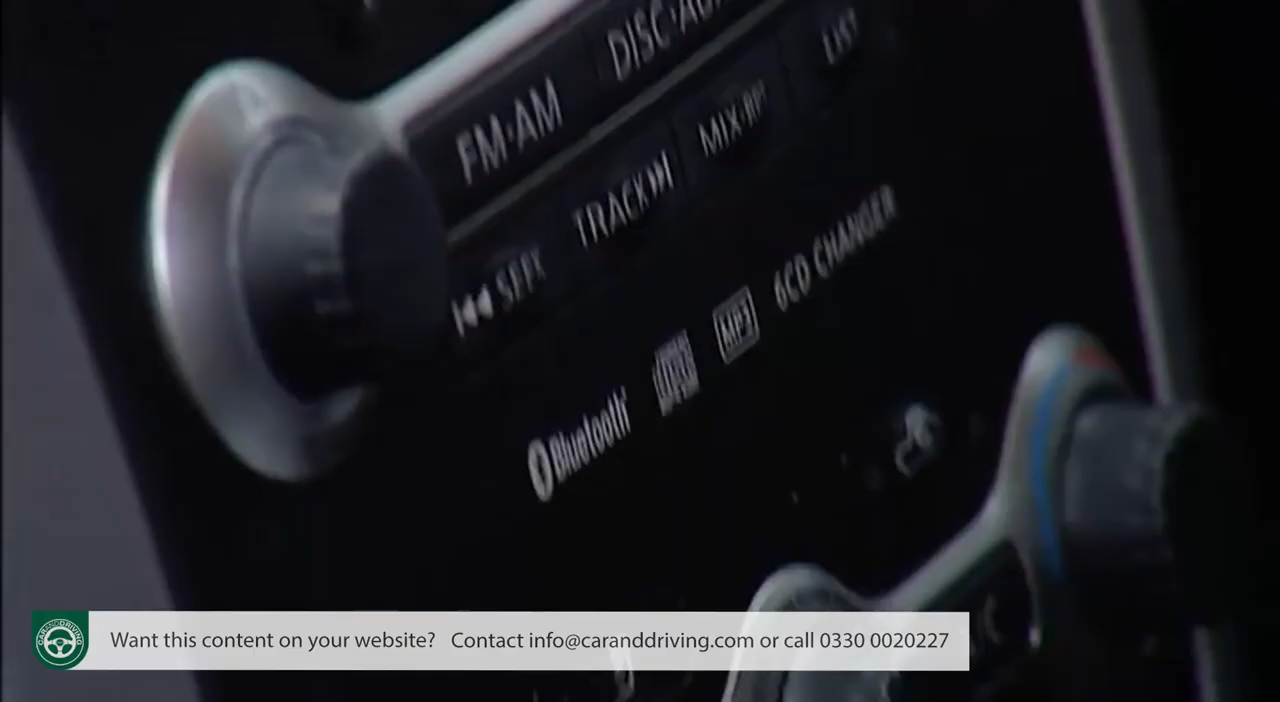 DISC·AUX
LIST
FM·AM
MIX·RPT
TRACK
SEEK
6CD CHANGER
MP3
Bluetooth
CARANDDRIVING
Want this content on your website? Contact info@caranddriving.com or call 0330 0020227